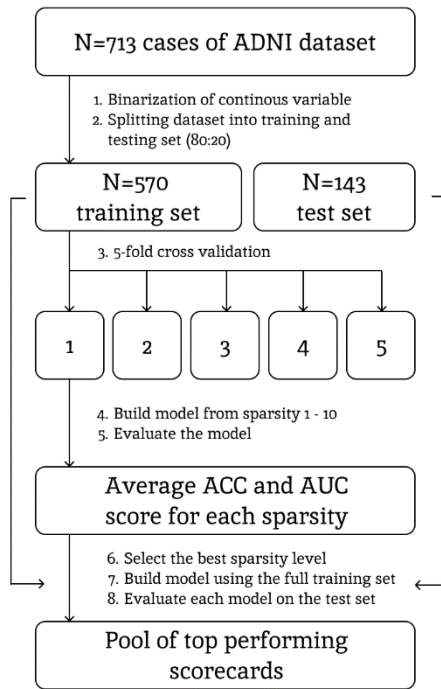 N=713 cases of ADNI dataset
1. Binarization of continous variable
2. Splitting dataset into training and
testing set (80:20)
N=570
training set
N=143
test set
3. 5-fold cross validation
1
2
3
4
5
4. Build model from sparsity 1 - 10
5. Evaluate the model
Average ACC and AUC
score for each sparsity
6. Select the best sparsity level
7. Build model using the full training set
8. Evaluate each model on the test set
Pool of top performing
scorecards